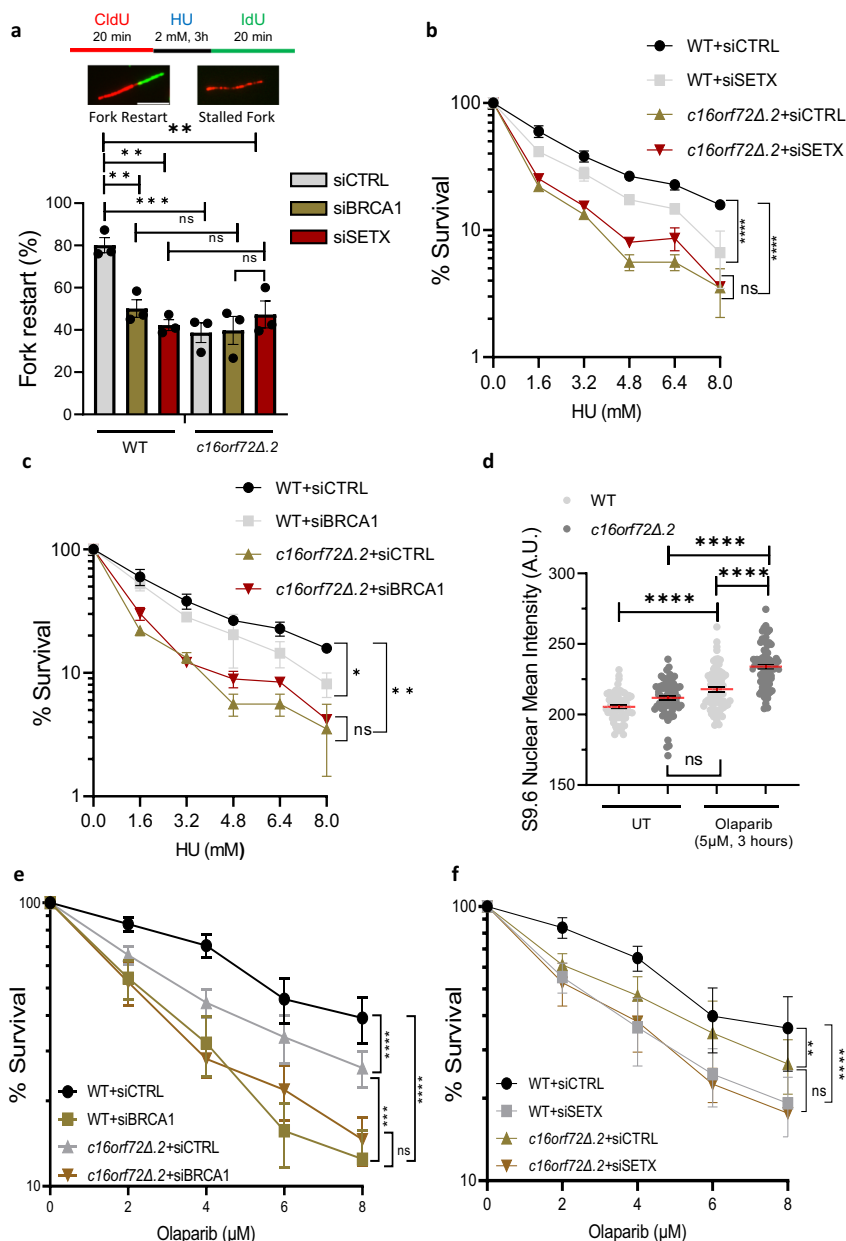 a
CldU
HU
IdU
20 min
2 mM, 3h
20 min
Fork Restart
Stalled Fork
**
**
**
***
ns
ns
ns
siCTRL
siBRCA1
siSETX
Fork restart (%)
100
80
60
40
20
0
WT
c16orf72Δ.2
b
WT+siCTRL
WT+siSETX
c16orf72Δ.2+siCTRL
c16orf72Δ.2+siSETX
% Survival
100
10
1
0.0
1.6
3.2
4.8
6.4
8.0
HU (mM)
****
****
ns
c
WT+siCTRL
WT+siBRCA1
c16orf72Δ.2+siCTRL
c16orf72Δ.2+siBRCA1
% Survival
100
10
1
0.0
1.6
3.2
4.8
6.4
8.0
HU (mM)
*
**
ns
d
WT
c16orf72Δ.2
S9.6 Nuclear Mean Intensity (A.U.)
****
****
****
300
250
200
150
ns
UT
Olaparib
(5µM, 3 hours)
e
% Survival
100
10
WT+siCTRL
WT+siBRCA1
c16orf72Δ.2+siCTRL
c16orf72Δ.2+siBRCA1
0
2
4
6
8
Olaparib (µM)
****
***
ns
****
f
% Survival
100
10
WT+siCTRL
WT+siSETX
c16orf72Δ.2+siCTRL
c16orf72Δ.2+siSETX
0
2
4
6
8
Olaparib (µM)
**
ns
****